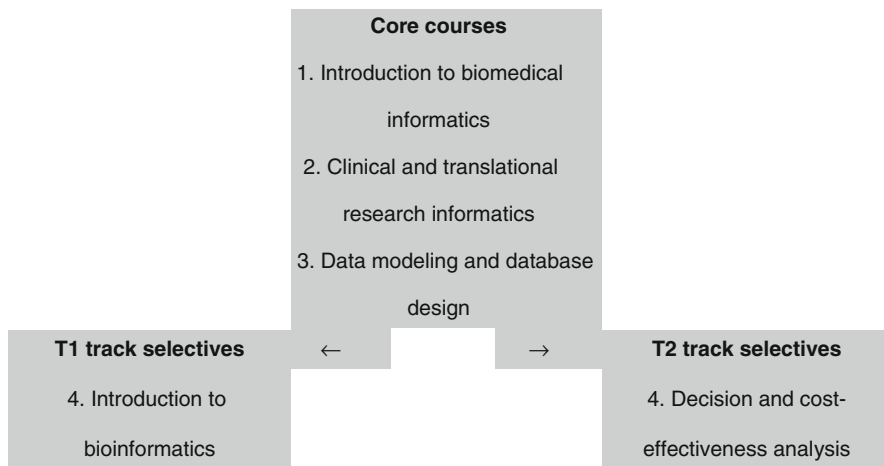 Core courses
1. Introduction to biomedical
informatics
2. Clinical and translational
research informatics
3. Data modeling and database
design
T1 track selectives ← → T2 track selectives
4. Introduction to
bioinformatics
4. Decision and cost-
effectiveness analysis